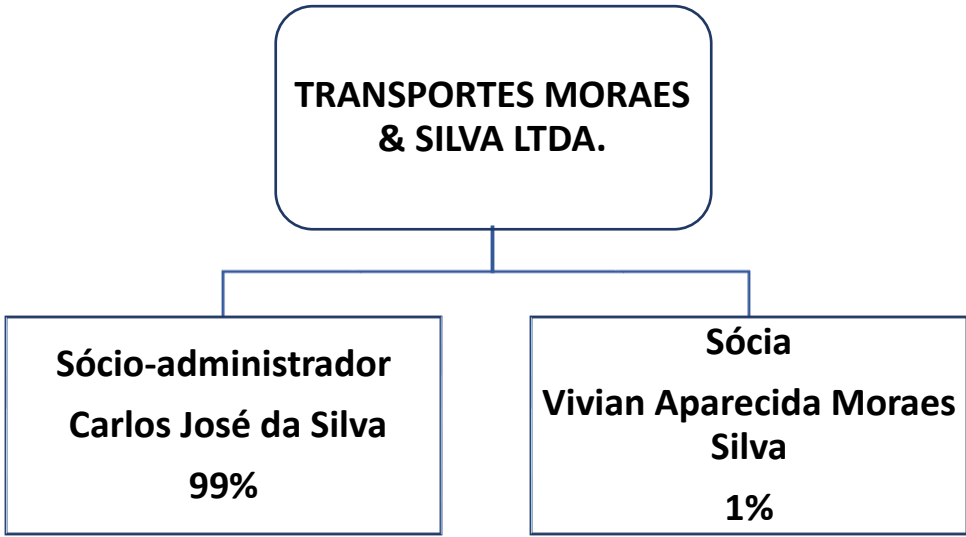 TRANSPORTES MORAES
& SILVA LTDA.
Sócio-administrador
Carlos José da Silva
99%
Sócia
Vivian Aparecida Moraes
Silva
1%